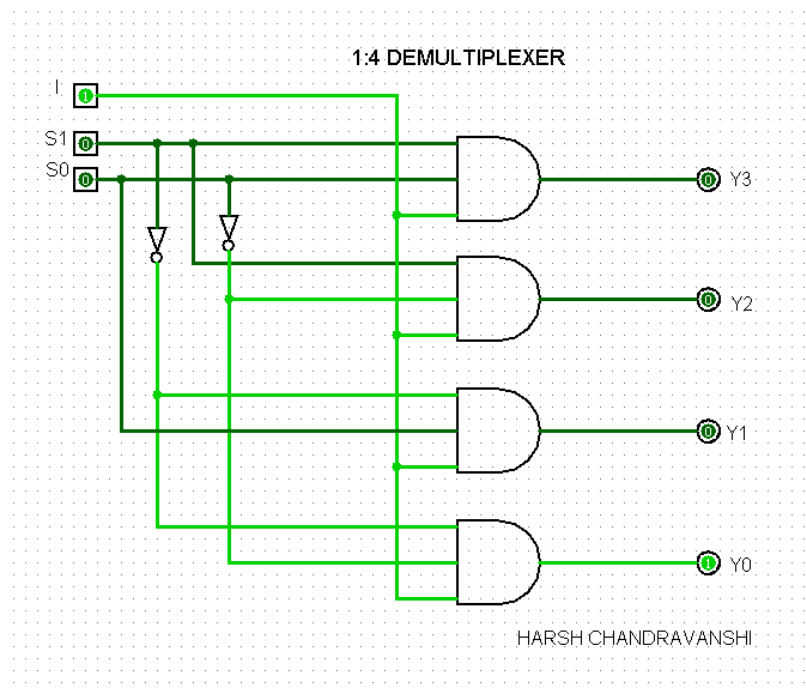 1:4 DEMULTIPLEXER
I 1
S1 0
S0 0
0 Y3
0 Y2
0 Y1
1 Y0
HARSH CHANDRAVANSHI